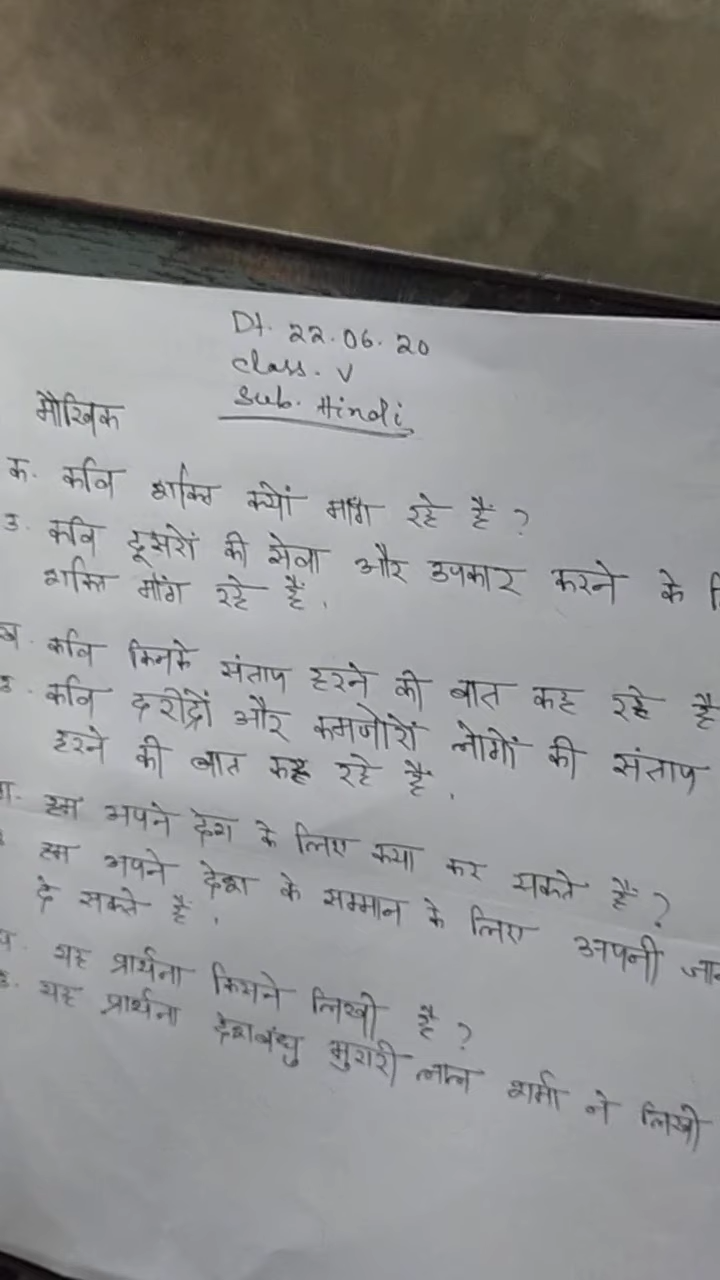 Dt. 22.06.20
Class. V
Sub. Hindi
मौखिक
क. कवि शक्ति क्यों मांग रहे हैं ?
उ. कवि दूसरों की सेवा और उपकार करने के
शक्ति मांग रहे हैं.
ख. कवि किनके संताप हरने की बात कह रहे है
उ. कवि दरीद्रों और कमजोरों लोगों की संताप
हरने की बात कह रहे हैं.
ग. हम अपने देश के लिए क्या कर सकते हैं ?
हम अपने देश के सम्मान के लिए अपनी जान
दे सकते हैं.
घ. यह प्रार्थना किसने लिखी है ?
उ. यह प्रार्थना देशबंधु मुरारी लाल शर्मा ने लिखी